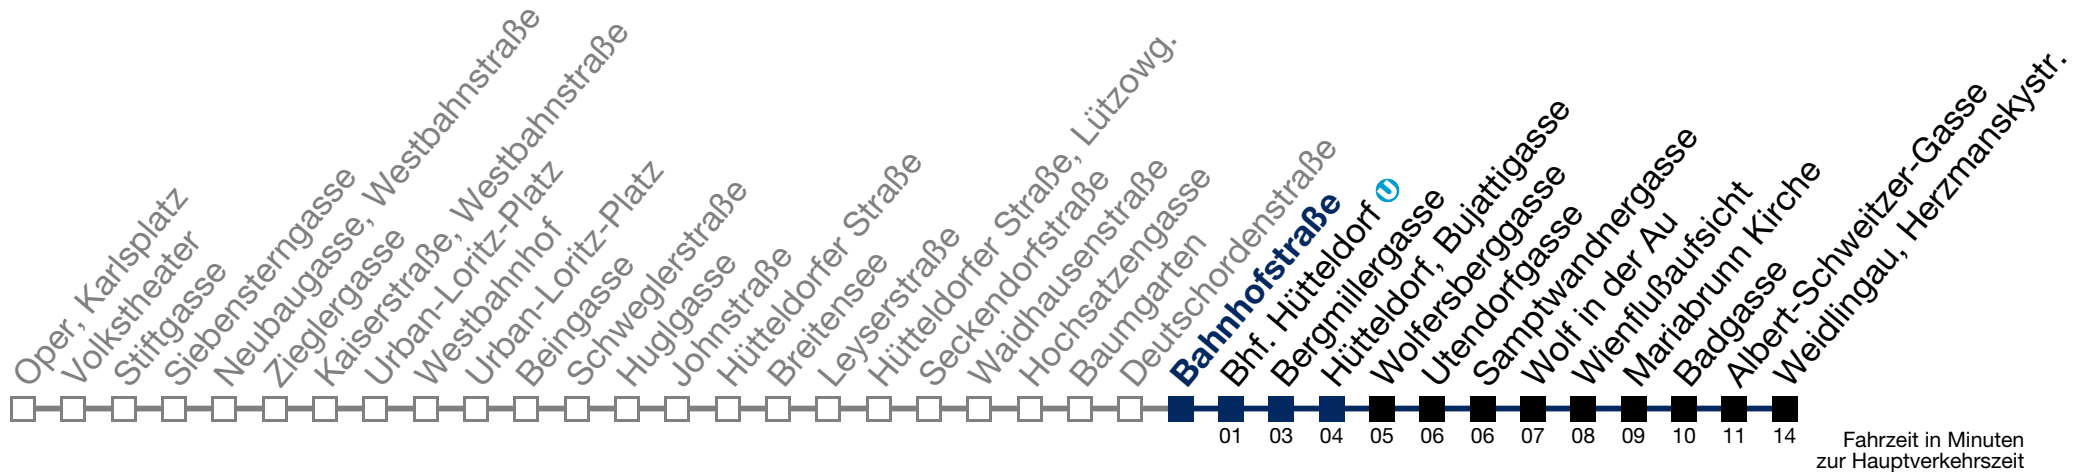 Oper, Karlsplatz
Volkstheater
Stiftgasse
Siebensterngasse
Neubaugasse, Westbahnstraße
Zieglergasse
Kaiserstraße, Westbahnstraße
Urban-Loritz-Platz
Westbahnhof
Urban-Loritz-Platz
Beingasse
Schweglerstraße
Huglgasse
Johnstraße
Hütteldorfer Straße
Breitensee
Leyserstraße
Hütteldorfer Straße, Lützowg.
Seckendorfstraße
Waidhausenstraße
Hochsatzengasse
Baumgarten
Deutschordenstraße
Bahnhofstraße
Bhf. Hütteldorf U
Bergmillergasse
Hütteldorf, Bujattigasse
Wolfersberggasse
Utendorfgasse
Samptwandnergasse
Wolf in der Au
Wienflußaufsicht
Mariabrunn Kirche
Badgasse
Albert-Schweitzer-Gasse
Weidlingau, Herzmanskystr.
01 03 04 05 06 06 07 08 09 10 11 14
Fahrzeit in Minuten
zur Hauptverkehrszeit